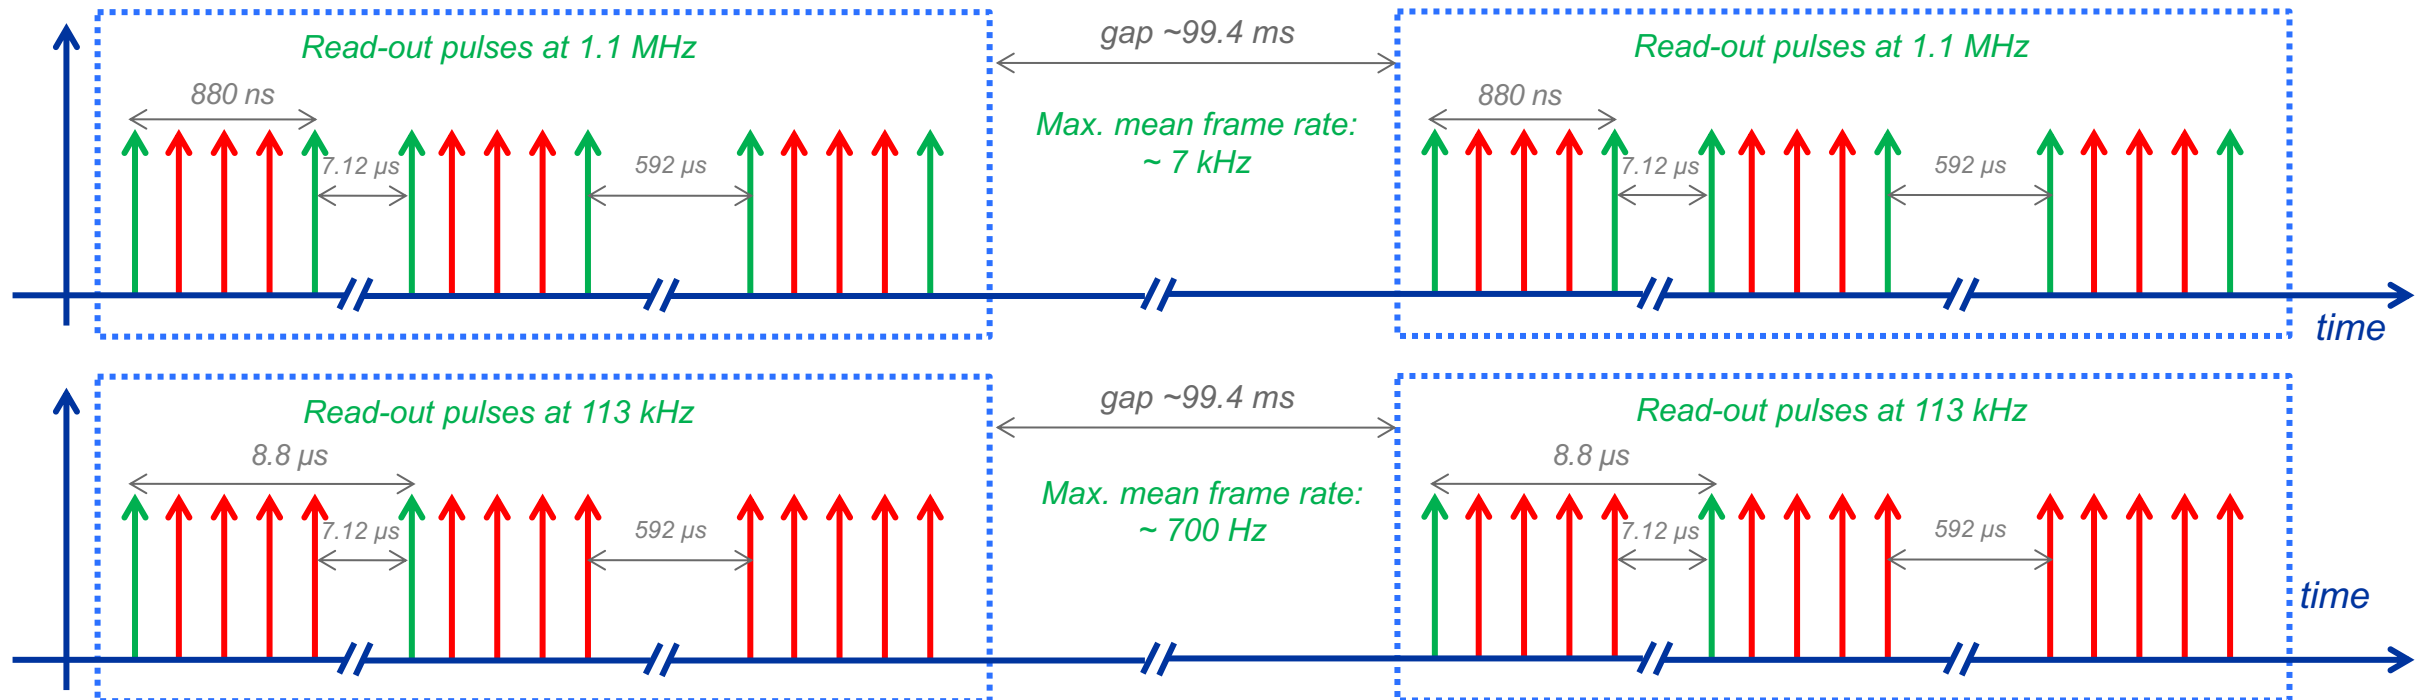 Read-out pulses at 1.1 MHz
gap ~99.4 ms
Read-out pulses at 1.1 MHz
880 ns
Max. mean frame rate:
~ 7 kHz
880 ns
7.12 µs
592 µs
7.12 µs
592 µs
time
Read-out pulses at 113 kHz
gap ~99.4 ms
Read-out pulses at 113 kHz
8.8 µs
Max. mean frame rate:
~ 700 Hz
8.8 µs
7.12 µs
592 µs
7.12 µs
592 µs
time